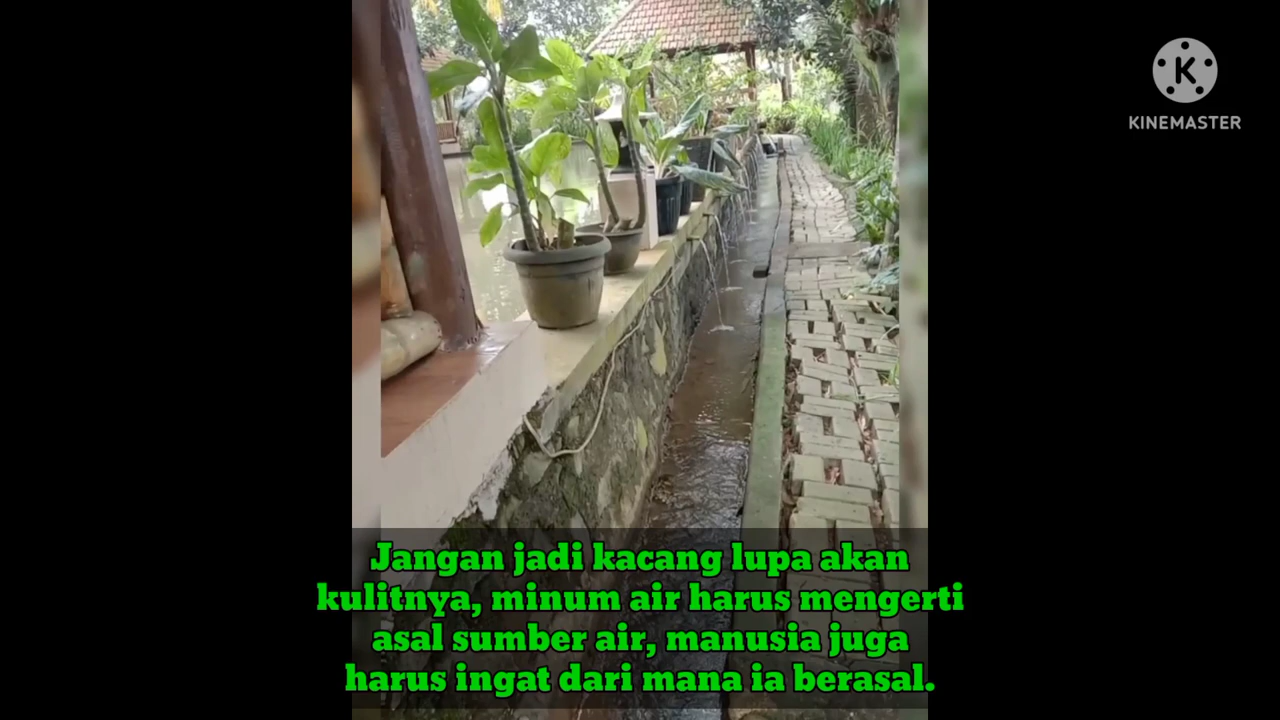 KINEMASTER
Jangan jadi kacang lupa akan
kulitnya, minum air harus mengerti
asal sumber air, manusia juga
harus ingat dari mana ia berasal.